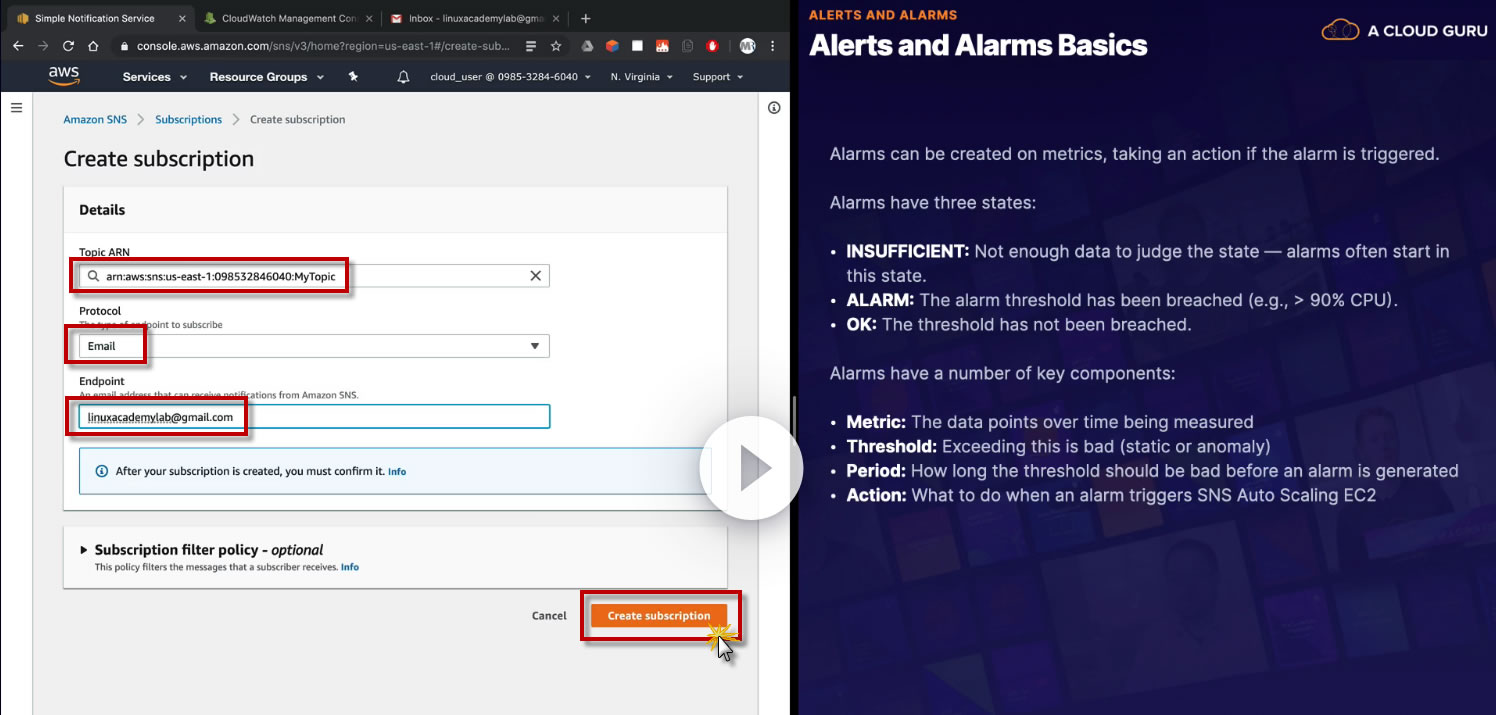 Simple Notification Service
CloudWatch Management Con
Inbox - linuxacademylab@gma
console.aws.amazon.com/sns/v3/home?region=us-east-1#/create-sub...
MR
aws
Services
Resource Groups
cloud_user @ 0985-3284-6040
N. Virginia
Support
Amazon SNS
Subscriptions
Create subscription
Create subscription
Details
Topic ARN
arn:aws:sns:us-east-1:098532846040:MyTopic
Protocol
The type of endpoint to subscribe
Email
Endpoint
An email address that can receive notifications from Amazon SNS.
linuxacademylab@gmail.com
After your subscription is created, you must confirm it. Info
Subscription filter policy - optional
This policy filters the messages that a subscriber receives. Info
Cancel
Create subscription
ALERTS AND ALARMS
Alerts and Alarms Basics
A CLOUD GURU
Alarms can be created on metrics, taking an action if the alarm is triggered.
Alarms have three states:
• INSUFFICIENT: Not enough data to judge the state — alarms often start in
this state.
• ALARM: The alarm threshold has been breached (e.g., > 90% CPU).
• OK: The threshold has not been breached.
Alarms have a number of key components:
• Metric: The data points over time being measured
• Threshold: Exceeding this is bad (static or anomaly)
• Period: How long the threshold should be bad before an alarm is generated
• Action: What to do when an alarm triggers SNS Auto Scaling EC2